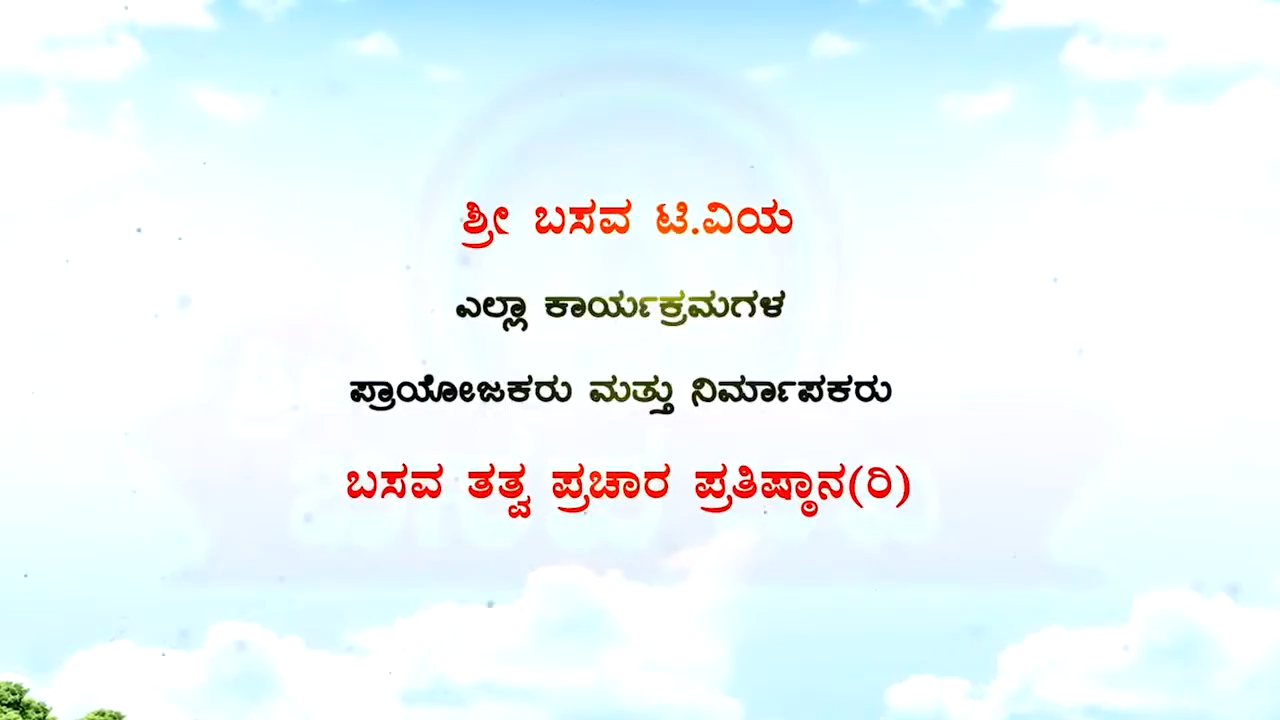 ಶ್ರೀ ಬಸವ ಟಿ.ವಿಯ
ಎಲ್ಲಾ ಕಾರ್ಯಕ್ರಮಗಳ
ಪ್ರಾಯೋಜಕರು ಮತ್ತು ನಿರ್ಮಾಪಕರು
ಬಸವ ತತ್ವ ಪ್ರಚಾರ ಪ್ರತಿಷ್ಠಾನ(ರಿ)